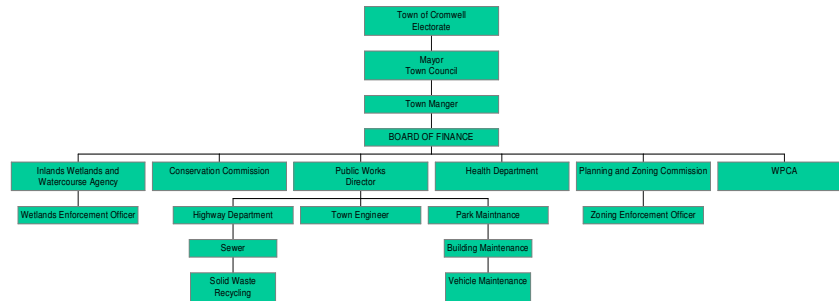 Town of Cromwell
Electorate
Mayor
Town Council
Town Manger
BOARD OF FINANCE
Inlands Wetlands and
Watercourse Agency
Conservation Commission
Public Works
Director
Health Department
Planning and Zoning Commission
WPCA
Wetlands Enforcement Officer
Highway Department
Town Engineer
Park Maintnance
Zoning Enforcement Officer
Sewer
Building Maintenance
Solid Waste
Recycling
Vehicle Maintenance